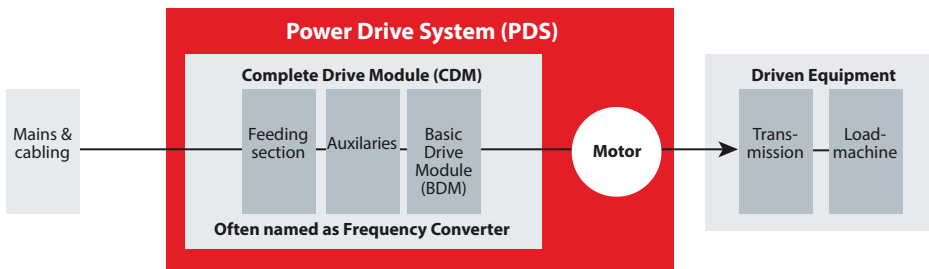 Power Drive System (PDS)
Complete Drive Module (CDM)
Driven Equipment
Mains &
cabling
Feeding
section
Auxilaries
Basic
Drive
Module
(BDM)
Motor
Trans-
mission
Load-
machine
Often named as Frequency Converter